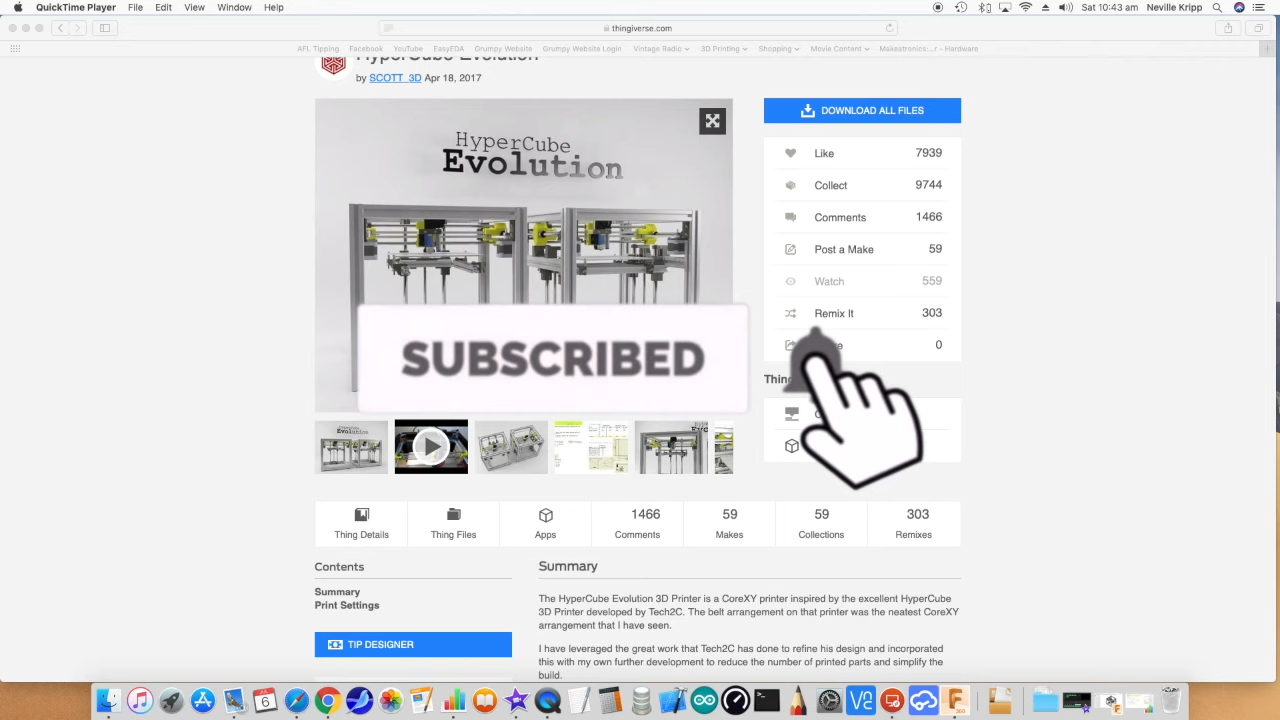 QuickTime Player File Edit View Window Help
Sat 10:43 am Neville Kripp
thingiverse.com
AFL Tipping Facebook YouTube EasyEDA Grumpy Website Grumpy Website Login Vintage Radio 3D Printing Shopping Movie Content Makeatronics:...r - Hardware
HyperCube Evolution
by SCOTT_3D Apr 18, 2017
HyperCube
Evolution
SUBSCRIBED
DOWNLOAD ALL FILES
Like 7939
Collect 9744
Comments 1466
Post a Make 59
Watch 559
Remix It 303
0
Thing Details
Thing Files
Apps
1466
Comments
59
Makes
59
Collections
303
Remixes
Contents
Summary
Print Settings
TIP DESIGNER
Summary
The HyperCube Evolution 3D Printer is a CoreXY printer inspired by the excellent HyperCube
3D Printer developed by Tech2C. The belt arrangement on that printer was the neatest CoreXY
arrangement that I have seen.
I have leveraged the great work that Tech2C has done to refine his design and incorporated
this with my own further development to reduce the number of printed parts and simplify the
build.